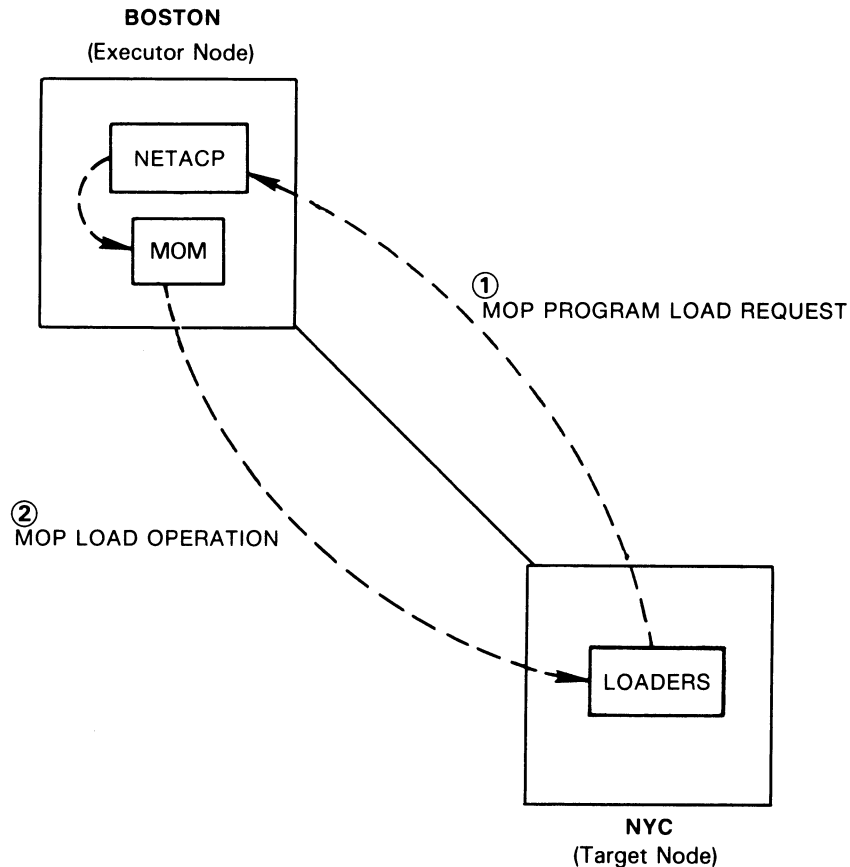 BOSTON
(Executor Node)
NETACP
MOM
①
MOP PROGRAM LOAD REQUEST
②
MOP LOAD OPERATION
LOADERS
NYC
(Target Node)